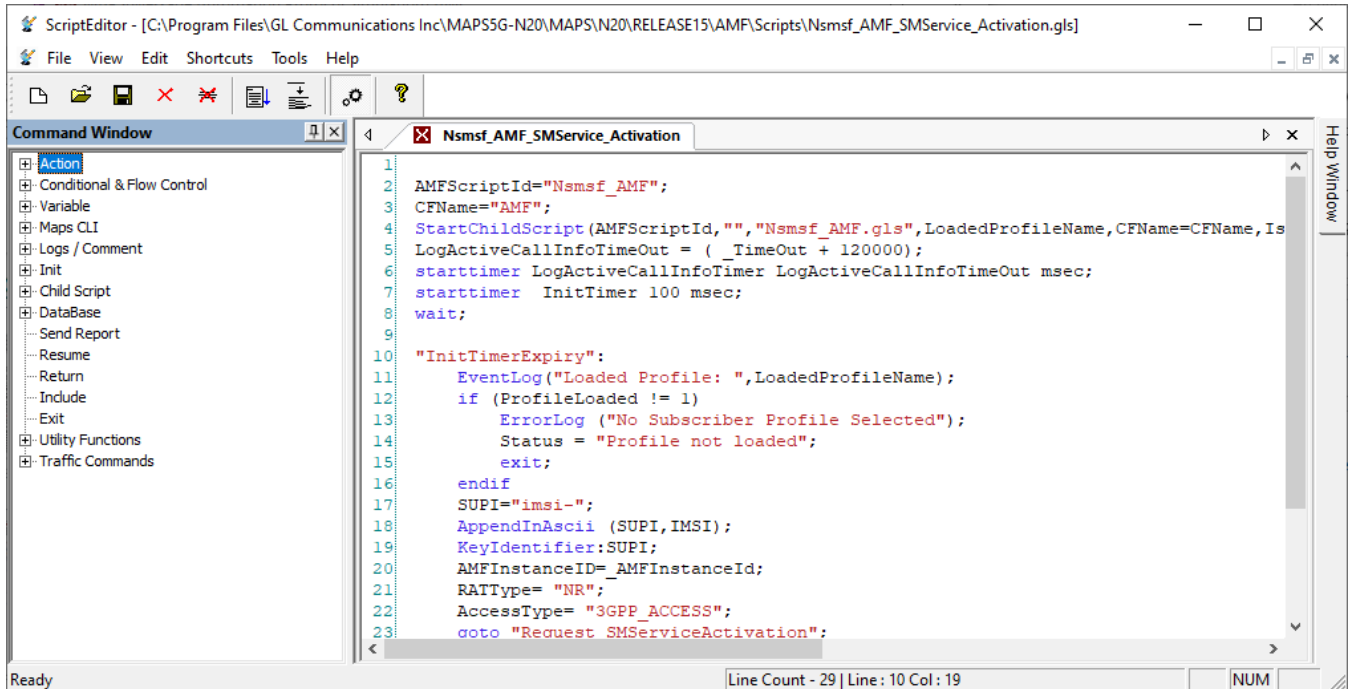 ScriptEditor - [C:\Program Files\GL Communications Inc\MAPS5G-N20\MAPS\N20\RELEASE15\AMF\Scripts\Nsmsf_AMF_SMService_Activation.gls]
File View Edit Shortcuts Tools Help
Command Window
Action
Conditional & Flow Control
Variable
Maps CLI
Logs / Comment
Init
Child Script
DataBase
Send Report
Resume
Return
Include
Exit
Utility Functions
Traffic Commands
Nsmsf_AMF_SMService_Activation
1
2 AMFScriptId="Nsmsf_AMF";
3 CFName="AMF";
4 StartChildScript(AMFScriptId,"","Nsmsf_AMF.gls",LoadedProfileName,CFName=CFName,Is
5 LogActiveCallInfoTimeOut = ( _TimeOut + 120000);
6 starttimer LogActiveCallInfoTimer LogActiveCallInfoTimeOut msec;
7 starttimer  InitTimer 100 msec;
8 wait;
9
10 "InitTimerExpiry":
11     EventLog("Loaded Profile: ",LoadedProfileName);
12     if (ProfileLoaded != 1)
13         ErrorLog ("No Subscriber Profile Selected");
14         Status = "Profile not loaded";
15         exit;
16     endif
17     SUPI="imsi-";
18     AppendInAscii (SUPI,IMSI);
19     KeyIdentifier:SUPI;
20     AMFInstanceID=_AMFInstanceId;
21     RATType= "NR";
22     AccessType= "3GPP_ACCESS";
23     goto "Request_SMServiceActivation";
Help Window
Ready
Line Count - 29 | Line : 10 Col : 19
NUM